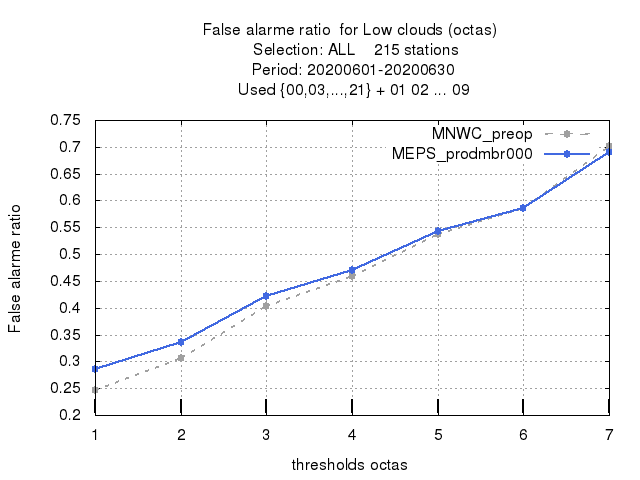 False alarme ratio  for Low clouds (octas)
Selection: ALL    215 stations
Period: 20200601-20200630
Used {00,03,...,21} + 01 02 ... 09
MNWC_preop
MEPS_prodmbr000
0.75
0.7
0.65
0.6
0.55
0.5
0.45
0.4
0.35
0.3
0.25
0.2
False alarme ratio
1 2 3 4 5 6 7
thresholds octas